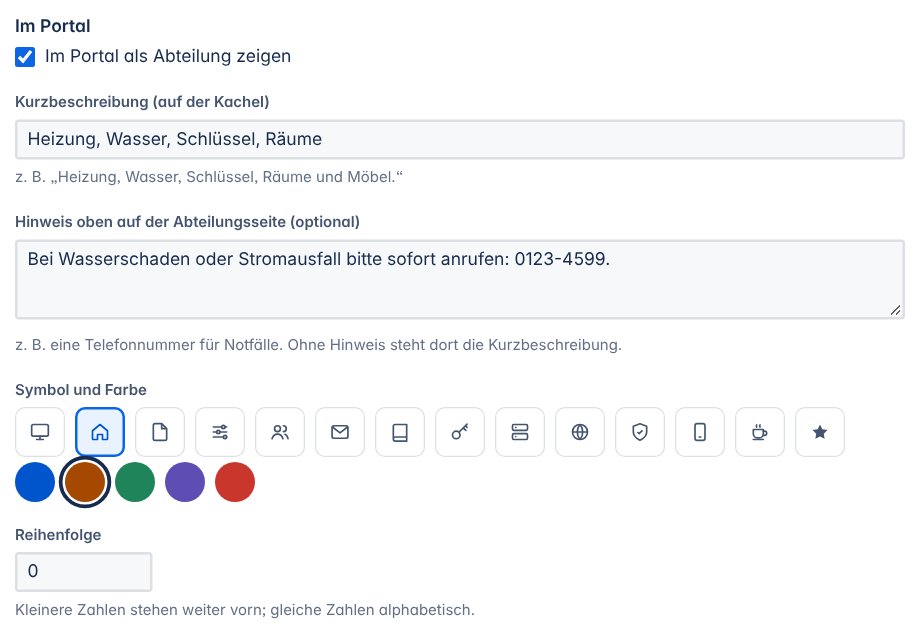 Im Portal
Im Portal als Abteilung zeigen
Kurzbeschreibung (auf der Kachel)
Heizung, Wasser, Schlüssel, Räume
z. B. „Heizung, Wasser, Schlüssel, Räume und Möbel.“
Hinweis oben auf der Abteilungsseite (optional)
Bei Wasserschaden oder Stromausfall bitte sofort anrufen: 0123-4599.
z. B. eine Telefonnummer für Notfälle. Ohne Hinweis steht dort die Kurzbeschreibung.
Symbol und Farbe
Reihenfolge
0
Kleinere Zahlen stehen weiter vorn; gleiche Zahlen alphabetisch.